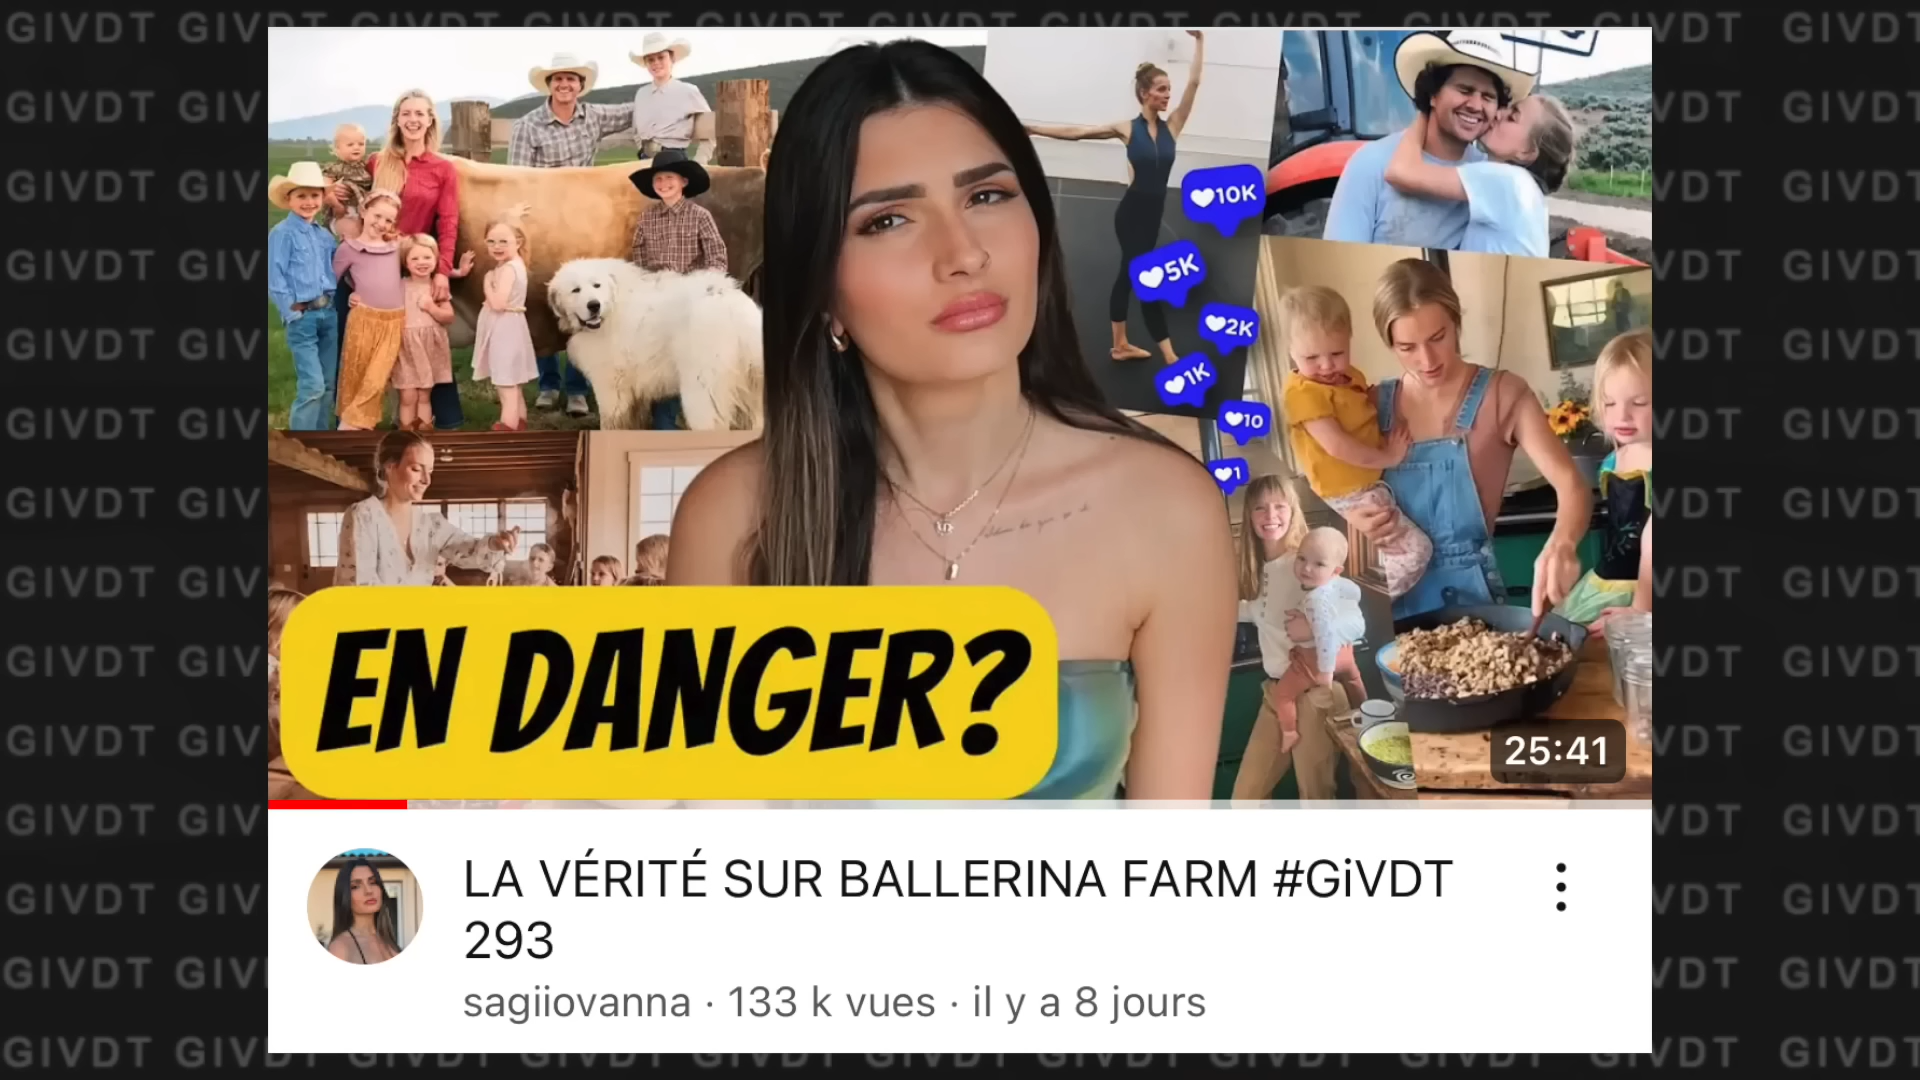 GIVDT GIVDT GIVDT GIVDT GIVDT GIVDT GIVDT GIVDT GIVDT GIVDT GIVDT
10K
5K
2K
1K
10
1
EN DANGER?
25:41
LA VÉRITÉ SUR BALLERINA FARM #GiVDT
293
sagiiovanna · 133 k vues · il y a 8 jours